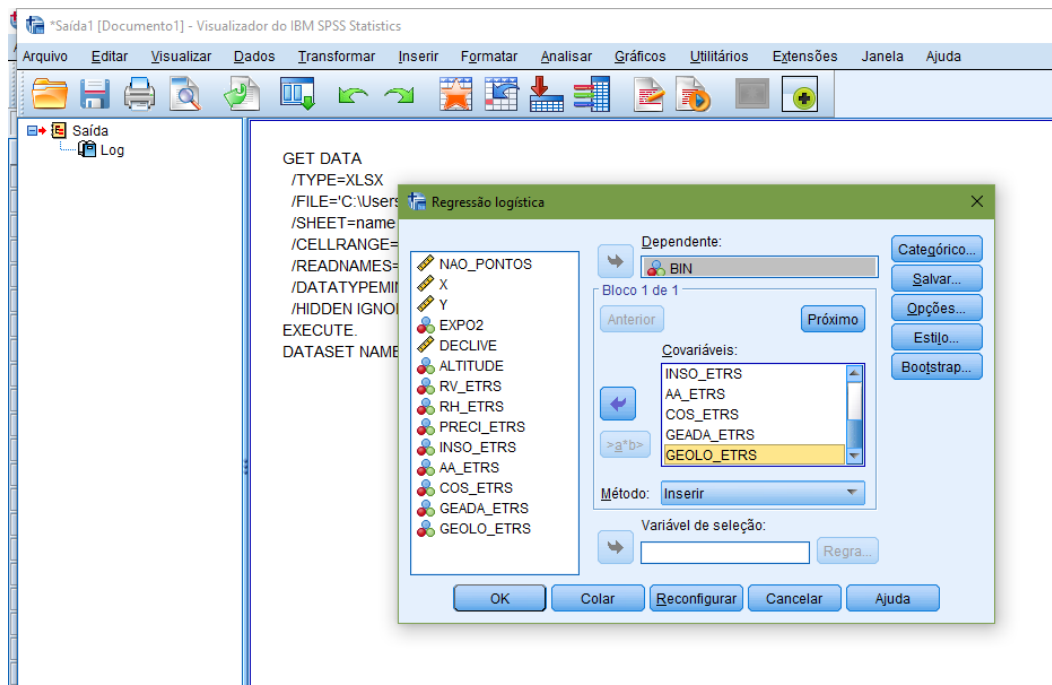 *Saída1 [Documento1] - Visualizador do IBM SPSS Statistics
Arquivo Editar Visualizar Dados Transformar Inserir Formatar Analisar Gráficos Utilitários Extensões Janela Ajuda
Saída
Log
GET DATA
/TYPE=XLSX
/FILE='C:\Users
/SHEET=name
/CELLRANGE=
/READNAMES=
/DATATYPEMI
/HIDDEN IGNO
EXECUTE.
DATASET NAME
Regressão logística
NAO_PONTOS
X
Y
EXPO2
DECLIVE
ALTITUDE
RV_ETRS
RH_ETRS
PRECI_ETRS
INSO_ETRS
AA_ETRS
COS_ETRS
GEADA_ETRS
GEOLO_ETRS
Dependente:
BIN
Bloco 1 de 1
Anterior Próximo
Covariáveis:
INSO_ETRS
AA_ETRS
COS_ETRS
GEADA_ETRS
GEOLO_ETRS
>a*b>
Método: Inserir
Variável de seleção:
Regra...
Categórico...
Salvar...
Opções...
Estilo...
Bootstrap...
OK Colar Reconfigurar Cancelar Ajuda